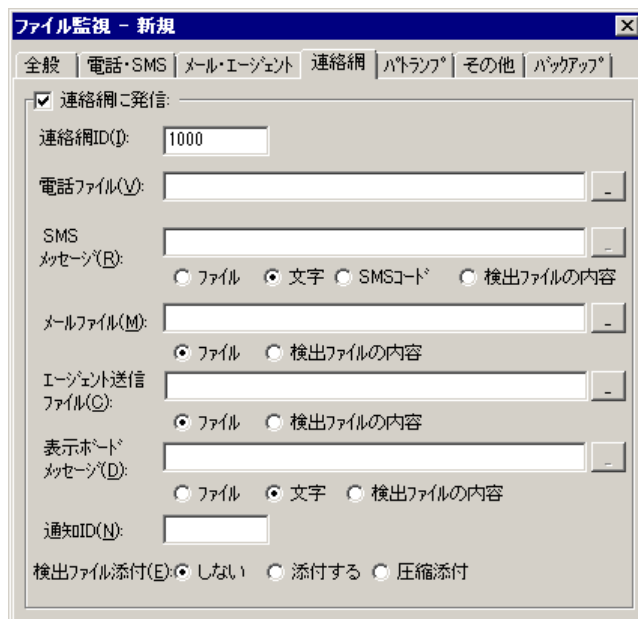 ファイル監視 - 新規
全般 電話・SMS メール・エージェント 連絡網 パトランプ その他 バックアップ
連絡網に発信:
連絡網ID(I): 1000
電話ファイル(V): ...
SMS
メッセージ(R): ...
ファイル 文字 SMSコード 検出ファイルの内容
メールファイル(M): ...
ファイル 検出ファイルの内容
エージェント送信
ファイル(C): ...
ファイル 検出ファイルの内容
表示ボード
メッセージ(D): ...
ファイル 文字 検出ファイルの内容
通知ID(N):
検出ファイル添付(E): しない 添付する 圧縮添付